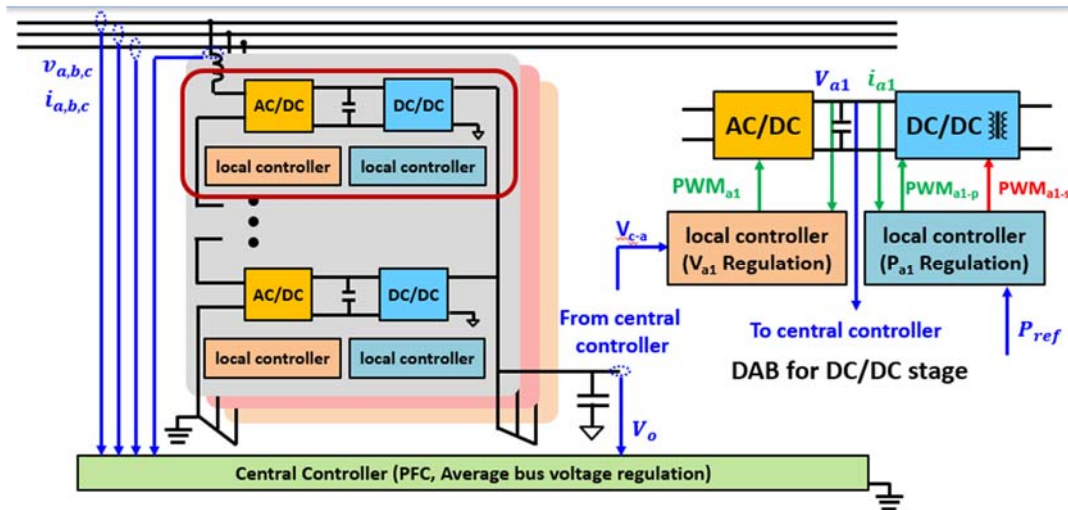 v a,b,c
i a,b,c
AC/DC
DC/DC
local controller
local controller
AC/DC
DC/DC
local controller
local controller
V_o
Central Controller (PFC, Average bus voltage regulation)
V_a1
i_a1
AC/DC
DC/DC
PWM_a1
PWM_a1-p
PWM_a1-s
V_c-a
local controller
(V_a1 Regulation)
local controller
(P_a1 Regulation)
From central
controller
To central controller
P_ref
DAB for DC/DC stage